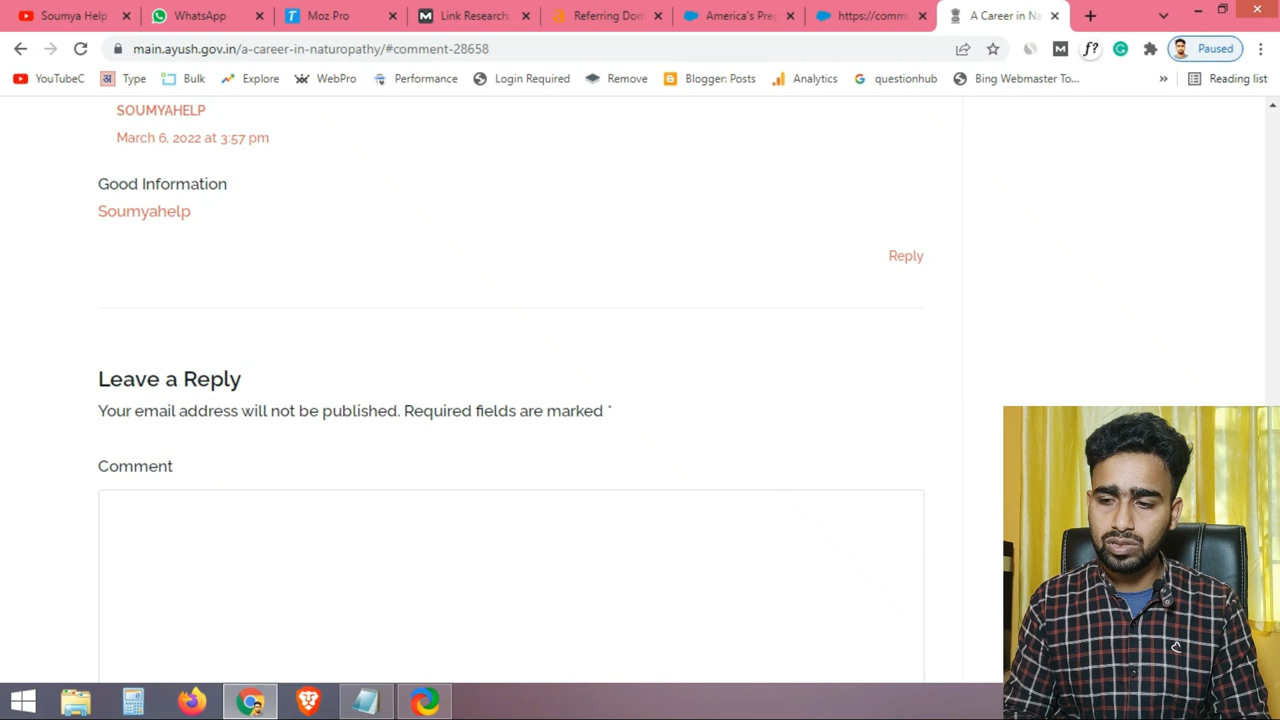 Soumya Help
WhatsApp
Moz Pro
Link Research
Referring Dom
America's Prep
https://comm
A Career in Na
main.ayush.gov.in/a-career-in-naturopathy/#comment-28658
f?
Paused
YouTubeC
Type
Bulk
Explore
WebPro
Performance
Login Required
Remove
Blogger: Posts
Analytics
questionhub
Bing Webmaster To...
»
Reading list
SOUMYAHELP
March 6, 2022 at 3:57 pm
Good Information
Soumyahelp
Reply
Leave a Reply
Your email address will not be published. Required fields are marked *
Comment